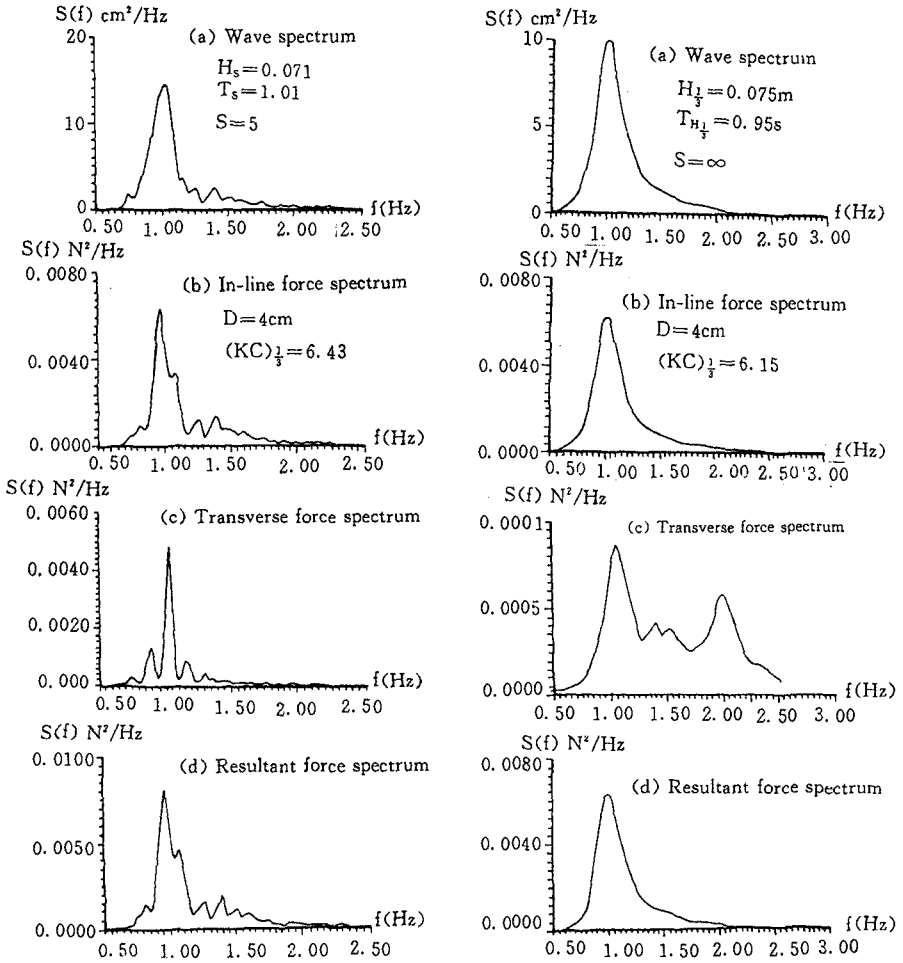 S(f) cm²/Hz
20
10
0
(a) Wave spectrum
Hs=0.071
Ts=1.01
S=5
0.50 1.00 1.50 2.00 2.50 f(Hz)
S(f) N²/Hz
0.0080
0.0040
0.0000
(b) In-line force spectrum
D=4cm
(KC)⅓=6.43
0.50 1.00 1.50 2.00 2.50 f(Hz)
S(f) N²/Hz
0.0060
0.0040
0.0020
0.000
(c) Transverse force spectrum
0.50 1.00 1.50 2.00 2.50 f(Hz)
S(f) N²/Hz
0.0100
0.0050
0.0000
(d) Resultant force spectrum
0.50 1.00 1.50 2.00 2.50 f(Hz)
S(f) cm²/Hz
10
5
0
(a) Wave spectrum
H⅓=0.075m
TH⅓=0.95s
S=∞
0.50 1.00 1.50 2.00 2.50 3.00 f(Hz)
S(f) N²/Hz
0.0080
0.0040
0.0000
(b) In-line force spectrum
D=4cm
(KC)⅓=6.15
0.50 1.00 1.50 2.00 2.50 3.00 f(Hz)
S(f) N²/Hz
0.0001
0.0005
0.0000
(c) Transverse force spectrum
0.50 1.00 1.50 2.00 2.50 3.00 f(Hz)
S(f) N²/Hz
0.0080
0.0040
0.0000
(d) Resultant force spectrum
0.50 1.00 1.50 2.00 2.50 3.00 f(Hz)